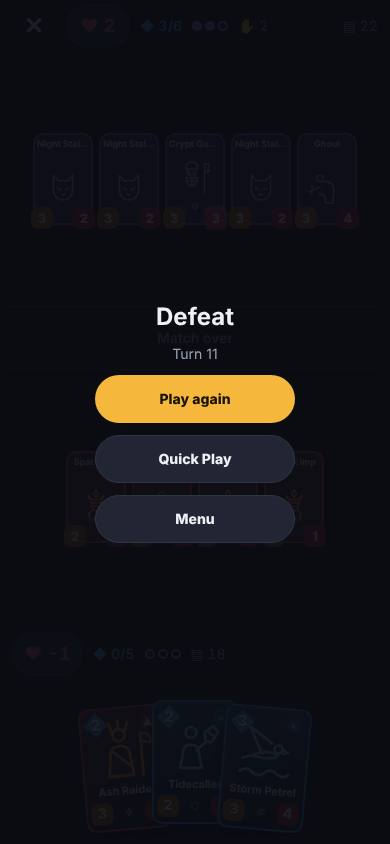 2 3/6 2 22
Night Stal... Night Stal... Crypt Gu... Night Stal... Ghoul
3 2 3 2 3 3 3 2 3 4
Defeat
Match over
Turn 11
Play again
Quick Play
Imp
Menu
2 1
-1 0/5 18
2 2 3
Ash Raide Tidecaller Storm Petrel
3 2 3 4